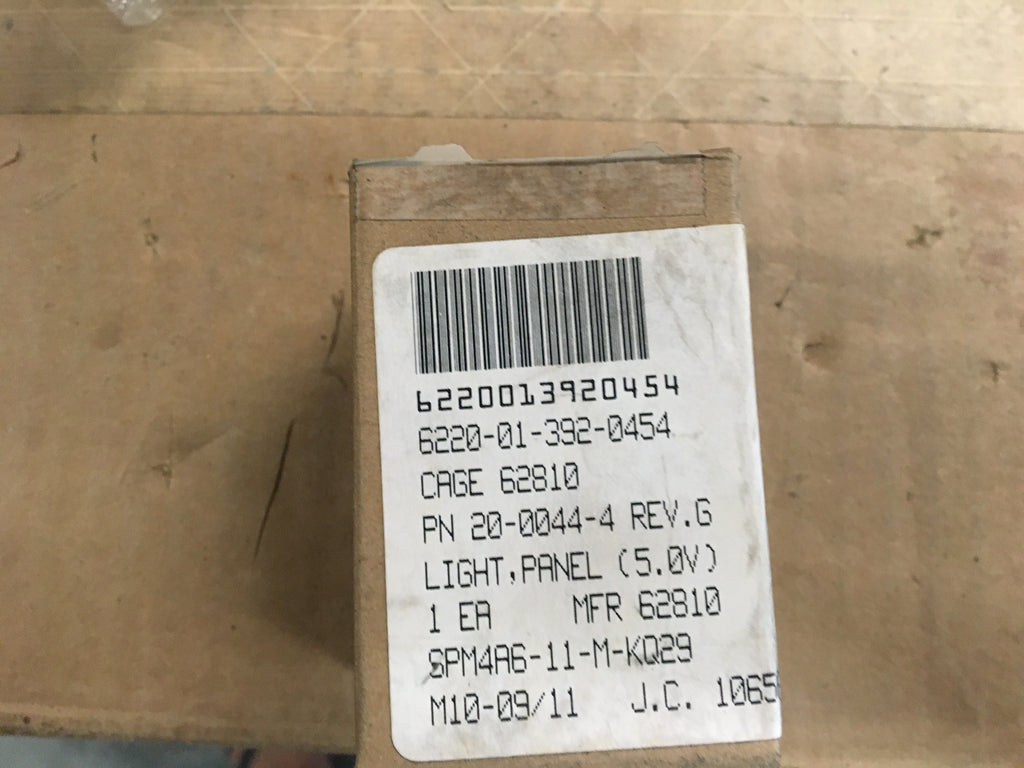 6220013920454
6220-01-392-0454
CAGE 62810
PN 20-0044-4 REV.G
LIGHT,PANEL (5.0V)
1 EA MFR 62810
SPM4A6-11-M-KQ29
M10-09/11 J.C. 1065